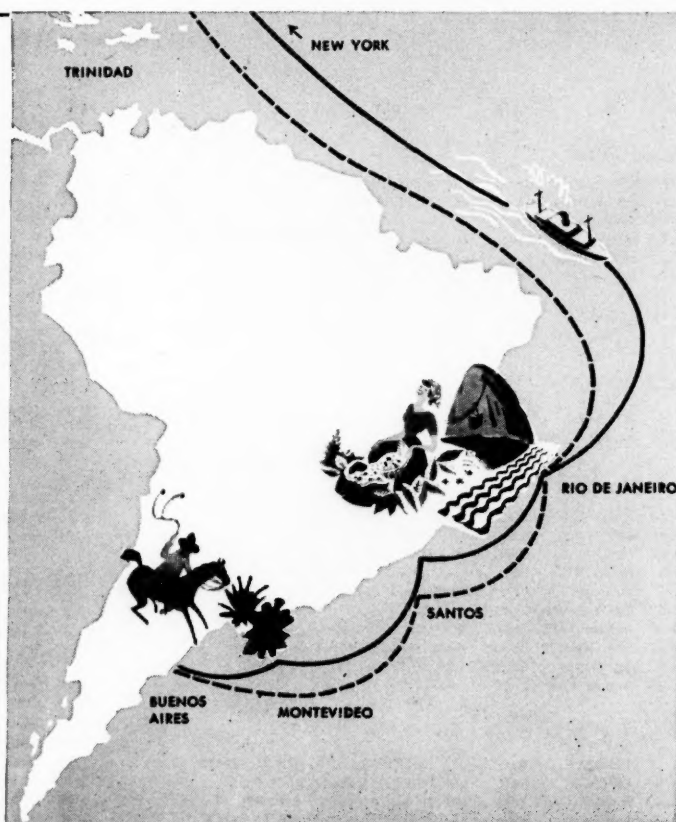 NEW YORK
TRINIDAD
RIO DE JANEIRO
SANTOS
BUENOS
AIRES
MONTEVIDEO